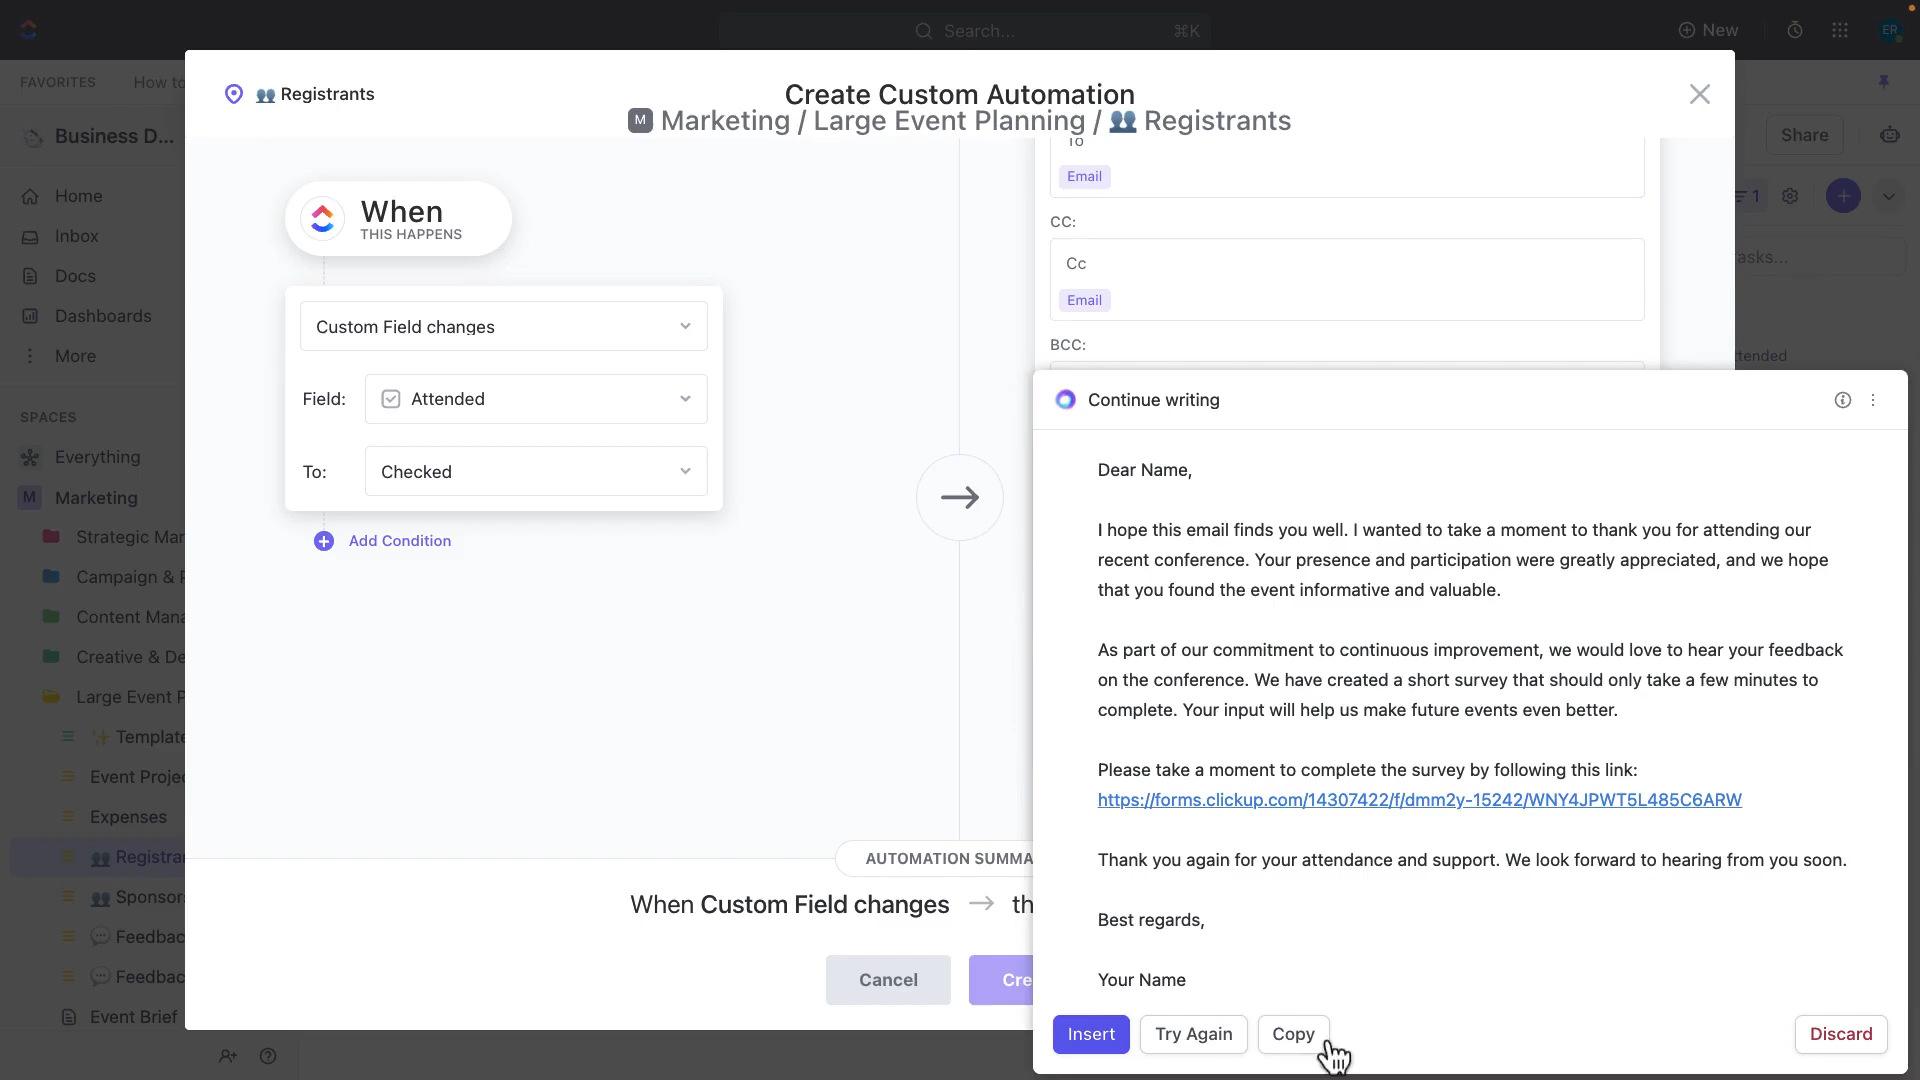 Search...
⌘K
New
ER
FAVORITES
How to
Business D...
Share
Home
Inbox
Docs
Dashboards
More
1
SPACES
Everything
M Marketing
Strategic Mar
Campaign &
Content Mana
Creative & De
Large Event P
Template
Event Projec
Expenses
Registra
Sponsors
Feedbac
Feedbac
Event Brief
Registrants
Create Custom Automation
M Marketing / Large Event Planning / Registrants
When
THIS HAPPENS
Custom Field changes
Field:
Attended
To:
Checked
Add Condition
To
Email
CC:
Cc
Email
BCC:
AUTOMATION SUMMA
When Custom Field changes → th
Cancel
Cre
Continue writing
Dear Name,
I hope this email finds you well. I wanted to take a moment to thank you for attending our
recent conference. Your presence and participation were greatly appreciated, and we hope
that you found the event informative and valuable.
As part of our commitment to continuous improvement, we would love to hear your feedback
on the conference. We have created a short survey that should only take a few minutes to
complete. Your input will help us make future events even better.
Please take a moment to complete the survey by following this link:
https://forms.clickup.com/14307422/f/dmm2y-15242/WNY4JPWT5L485C6ARW
Thank you again for your attendance and support. We look forward to hearing from you soon.
Best regards,
Your Name
Insert
Try Again
Copy
Discard